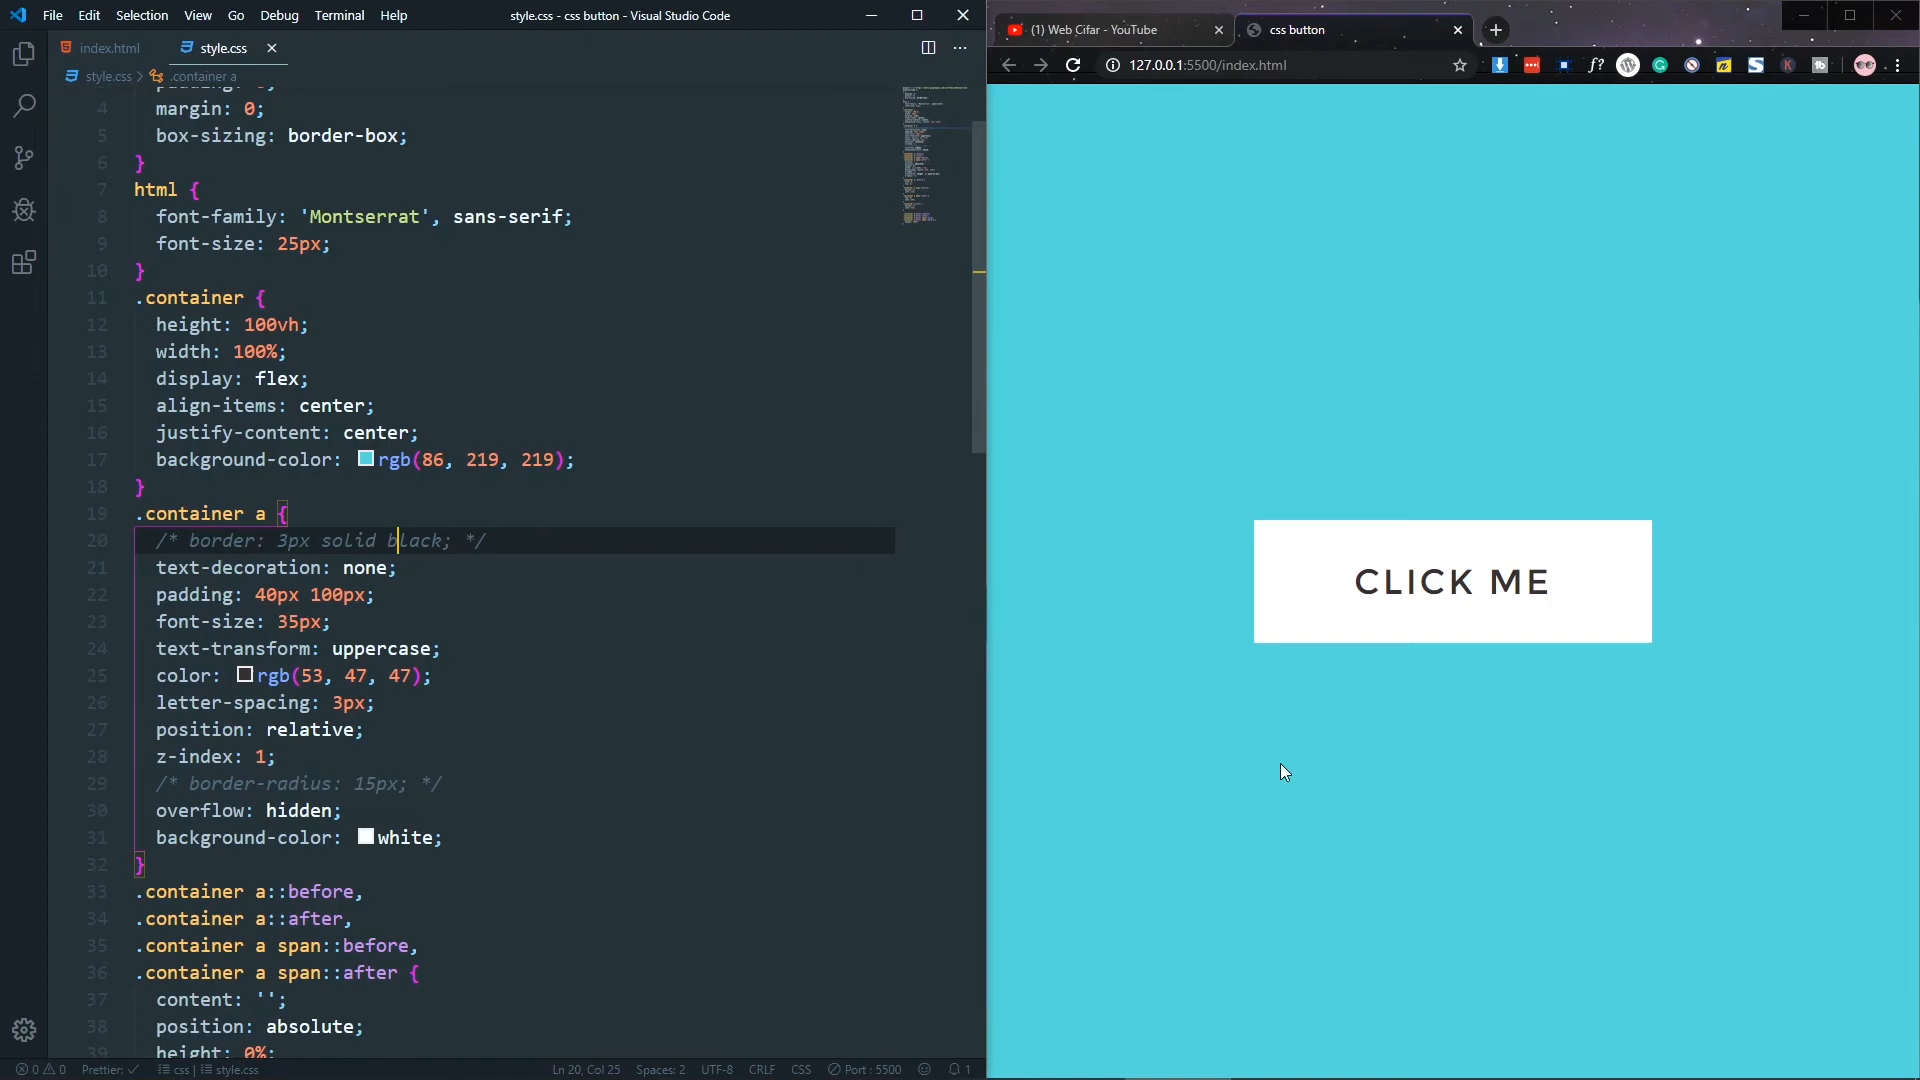 File Edit Selection View Go Debug Terminal Help
style.css - css button - Visual Studio Code
index.html
style.css
style.css > .container a
4 margin: 0;
5 box-sizing: border-box;
6 }
7 html {
8 font-family: 'Montserrat', sans-serif;
9 font-size: 25px;
10 }
11 .container {
12 height: 100vh;
13 width: 100%;
14 display: flex;
15 align-items: center;
16 justify-content: center;
17 background-color: rgb(86, 219, 219);
18 }
19 .container a {
20 /* border: 3px solid black; */
21 text-decoration: none;
22 padding: 40px 100px;
23 font-size: 35px;
24 text-transform: uppercase;
25 color: rgb(53, 47, 47);
26 letter-spacing: 3px;
27 position: relative;
28 z-index: 1;
29 /* border-radius: 15px; */
30 overflow: hidden;
31 background-color: white;
32 }
33 .container a::before,
34 .container a::after,
35 .container a span::before,
36 .container a span::after {
37 content: '';
38 position: absolute;
39 height: 0%;
0 0 Prettier: ✓ css | style.css Ln 20, Col 25 Spaces: 2 UTF-8 CRLF CSS Port : 5500 1
(1) Web Cifar - YouTube
css button
127.0.0.1:5500/index.html
f?
CLICK ME